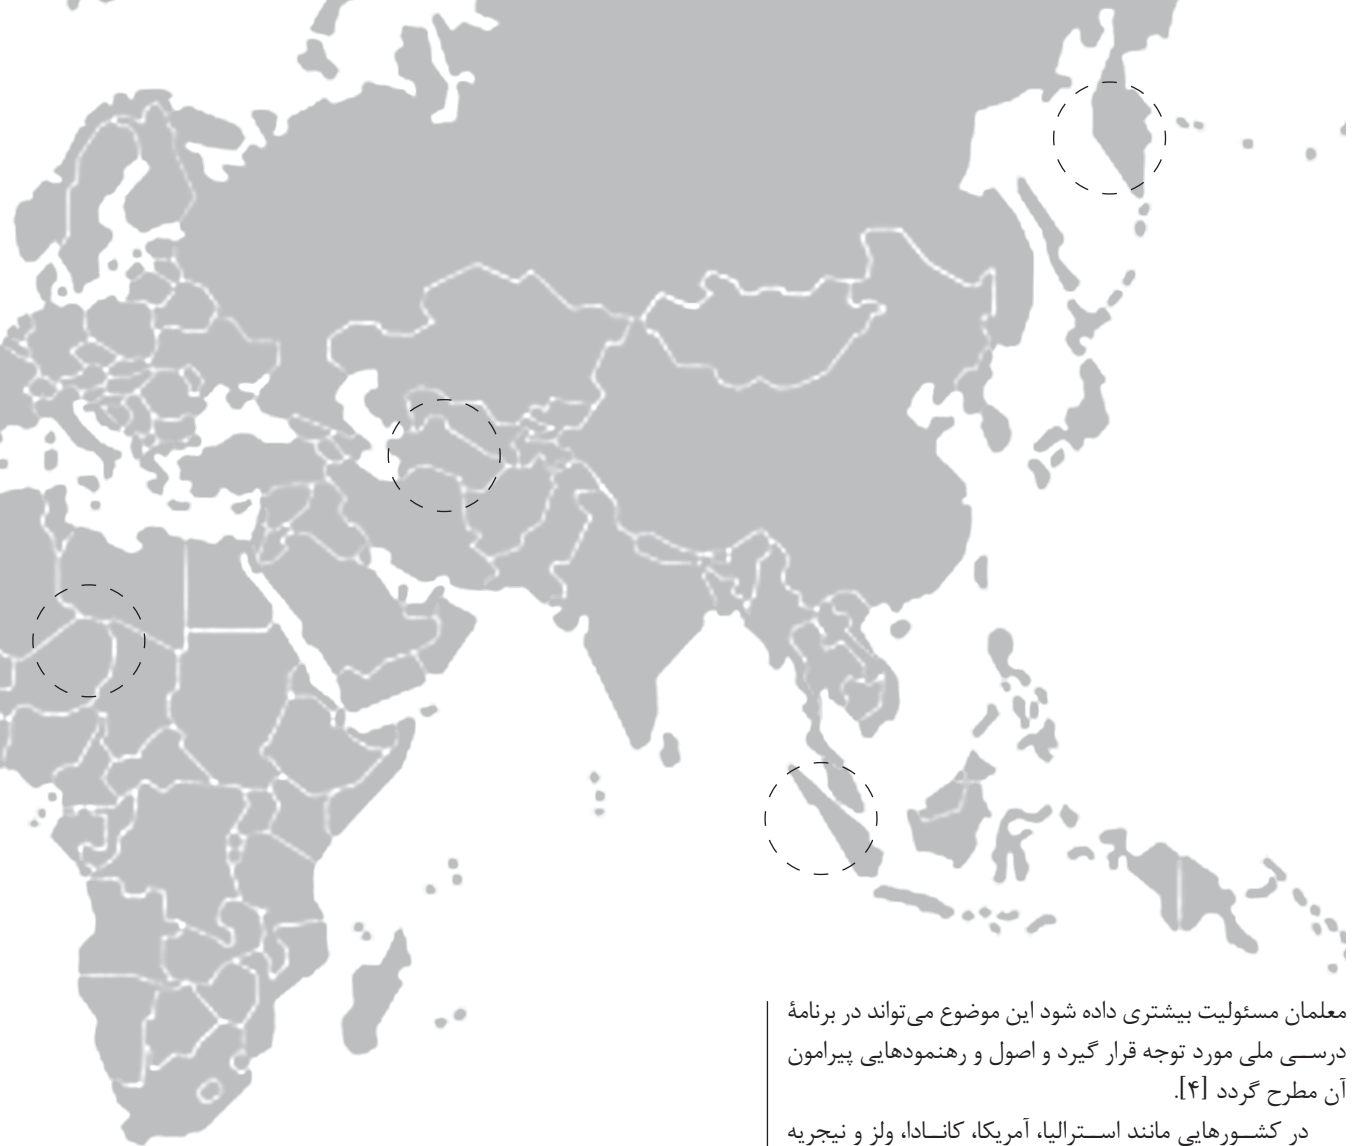 معلمان مسئولیت بیشتری داده شود این موضوع می‌تواند در برنامهٔ
درســی ملی مورد توجه قرار گیرد و اصول و رهنمودهایی پیرامون
آن مطرح گردد [۴].
در کشــورهایی مانند اســترالیا، آمریکا، کانــادا، ولز و نیجریه